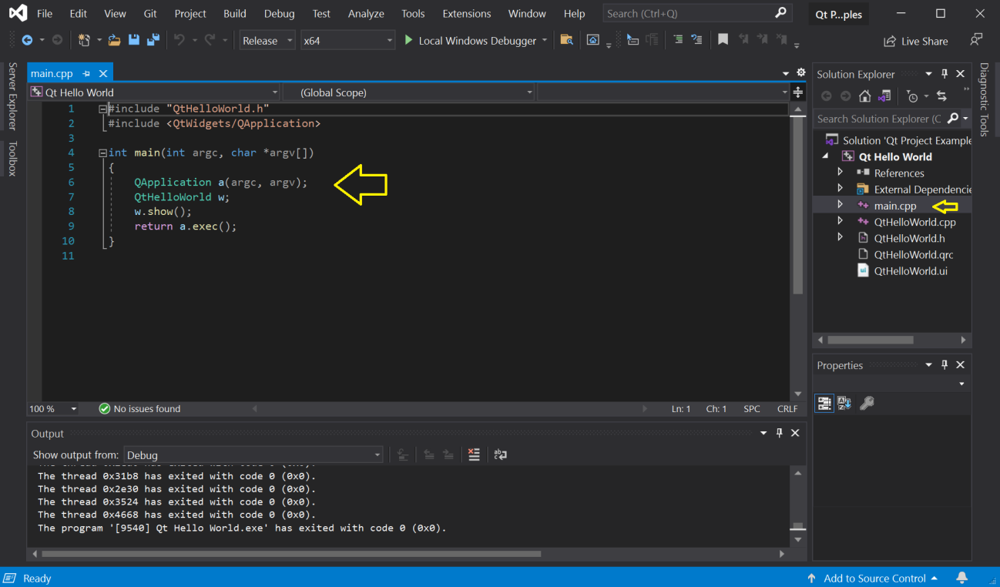 File Edit View Git Project Build Debug Test Analyze Tools Extensions Window Help Search (Ctrl+Q) Qt P...ples
Release x64 Local Windows Debugger Live Share
Server Explorer
Toolbox
main.cpp
Qt Hello World (Global Scope)
1 #include "QtHelloWorld.h"
2 #include <QtWidgets/QApplication>
3
4 int main(int argc, char *argv[])
5 {
6 QApplication a(argc, argv);
7 QtHelloWorld w;
8 w.show();
9 return a.exec();
10 }
11
100 % No issues found Ln: 1 Ch: 1 SPC CRLF
Output
Show output from: Debug
The thread 0x31b8 has exited with code 0 (0x0).
The thread 0x2e30 has exited with code 0 (0x0).
The thread 0x3524 has exited with code 0 (0x0).
The thread 0x4668 has exited with code 0 (0x0).
The program '[9540] Qt Hello World.exe' has exited with code 0 (0x0).
Solution Explorer
Search Solution Explorer (C
Solution 'Qt Project Example
Qt Hello World
References
External Dependencie
main.cpp
QtHelloWorld.cpp
QtHelloWorld.h
QtHelloWorld.qrc
QtHelloWorld.ui
Properties
Diagnostic Tools
Ready Add to Source Control